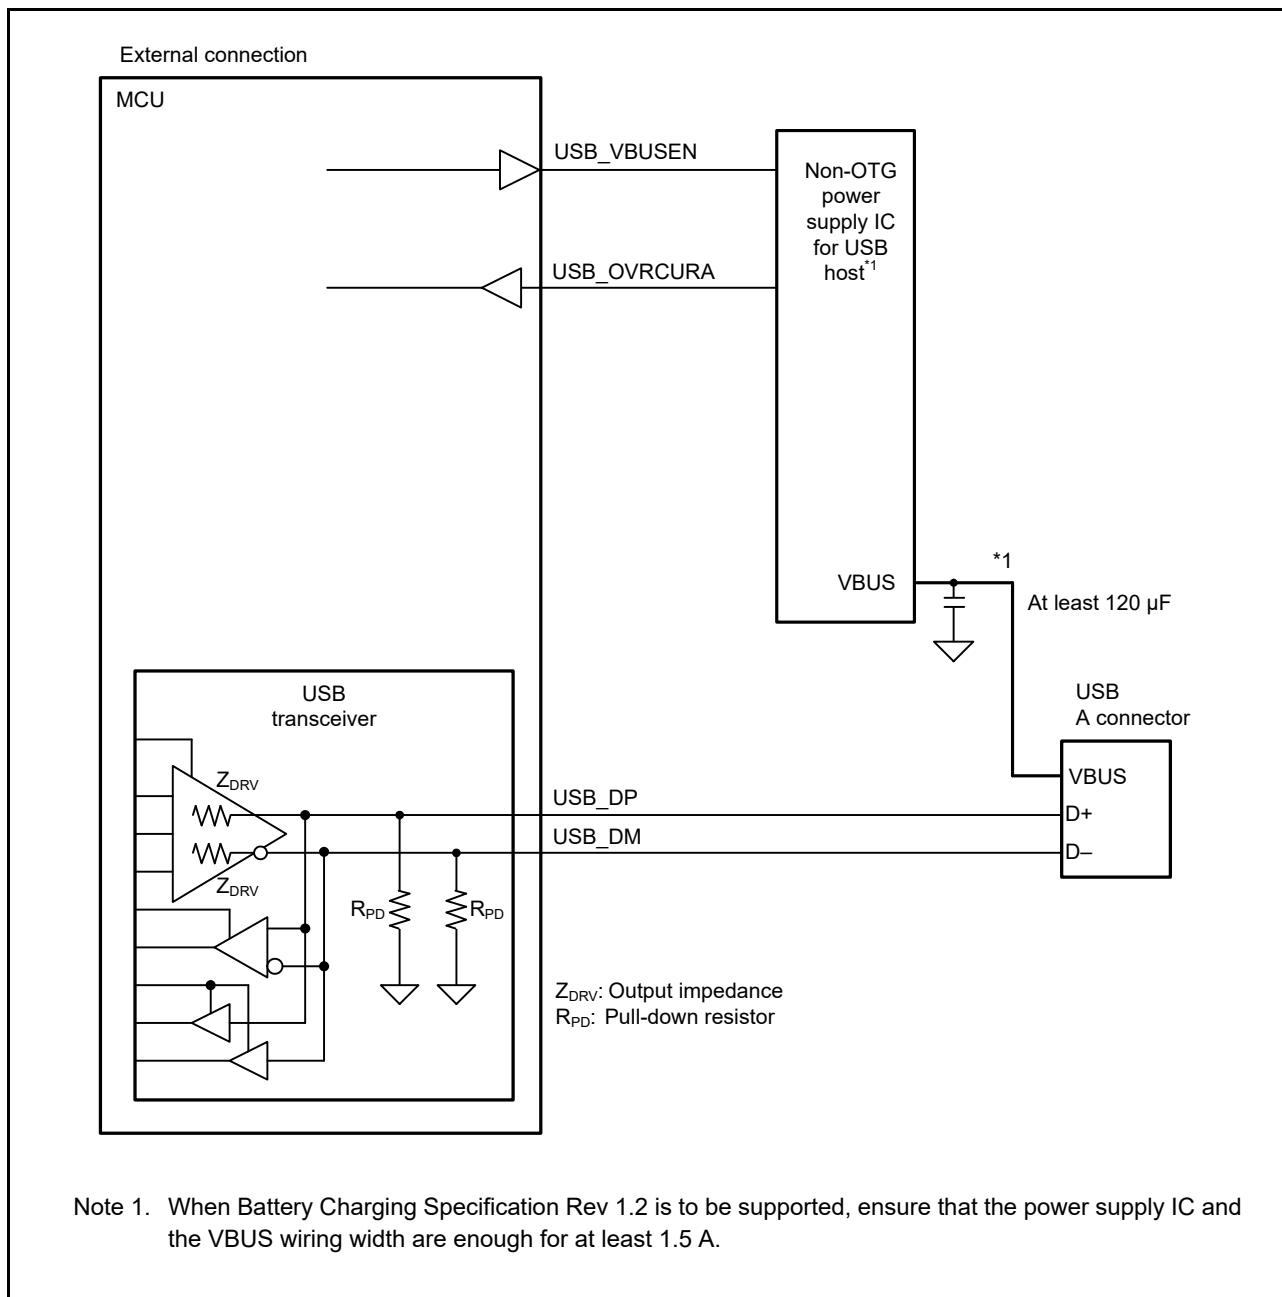 External connection
MCU
USB_VBUSEN
Non-OTG
power
supply IC
for USB
host*1
USB_OVRCURA
*1
VBUS
At least 120 µF
USB
transceiver
USB
A connector
ZDRV
VBUS
USB_DP
D+
USB_DM
D–
ZDRV
RPD
RPD
ZDRV: Output impedance
RPD: Pull-down resistor
Note 1. When Battery Charging Specification Rev 1.2 is to be supported, ensure that the power supply IC and
the VBUS wiring width are enough for at least 1.5 A.